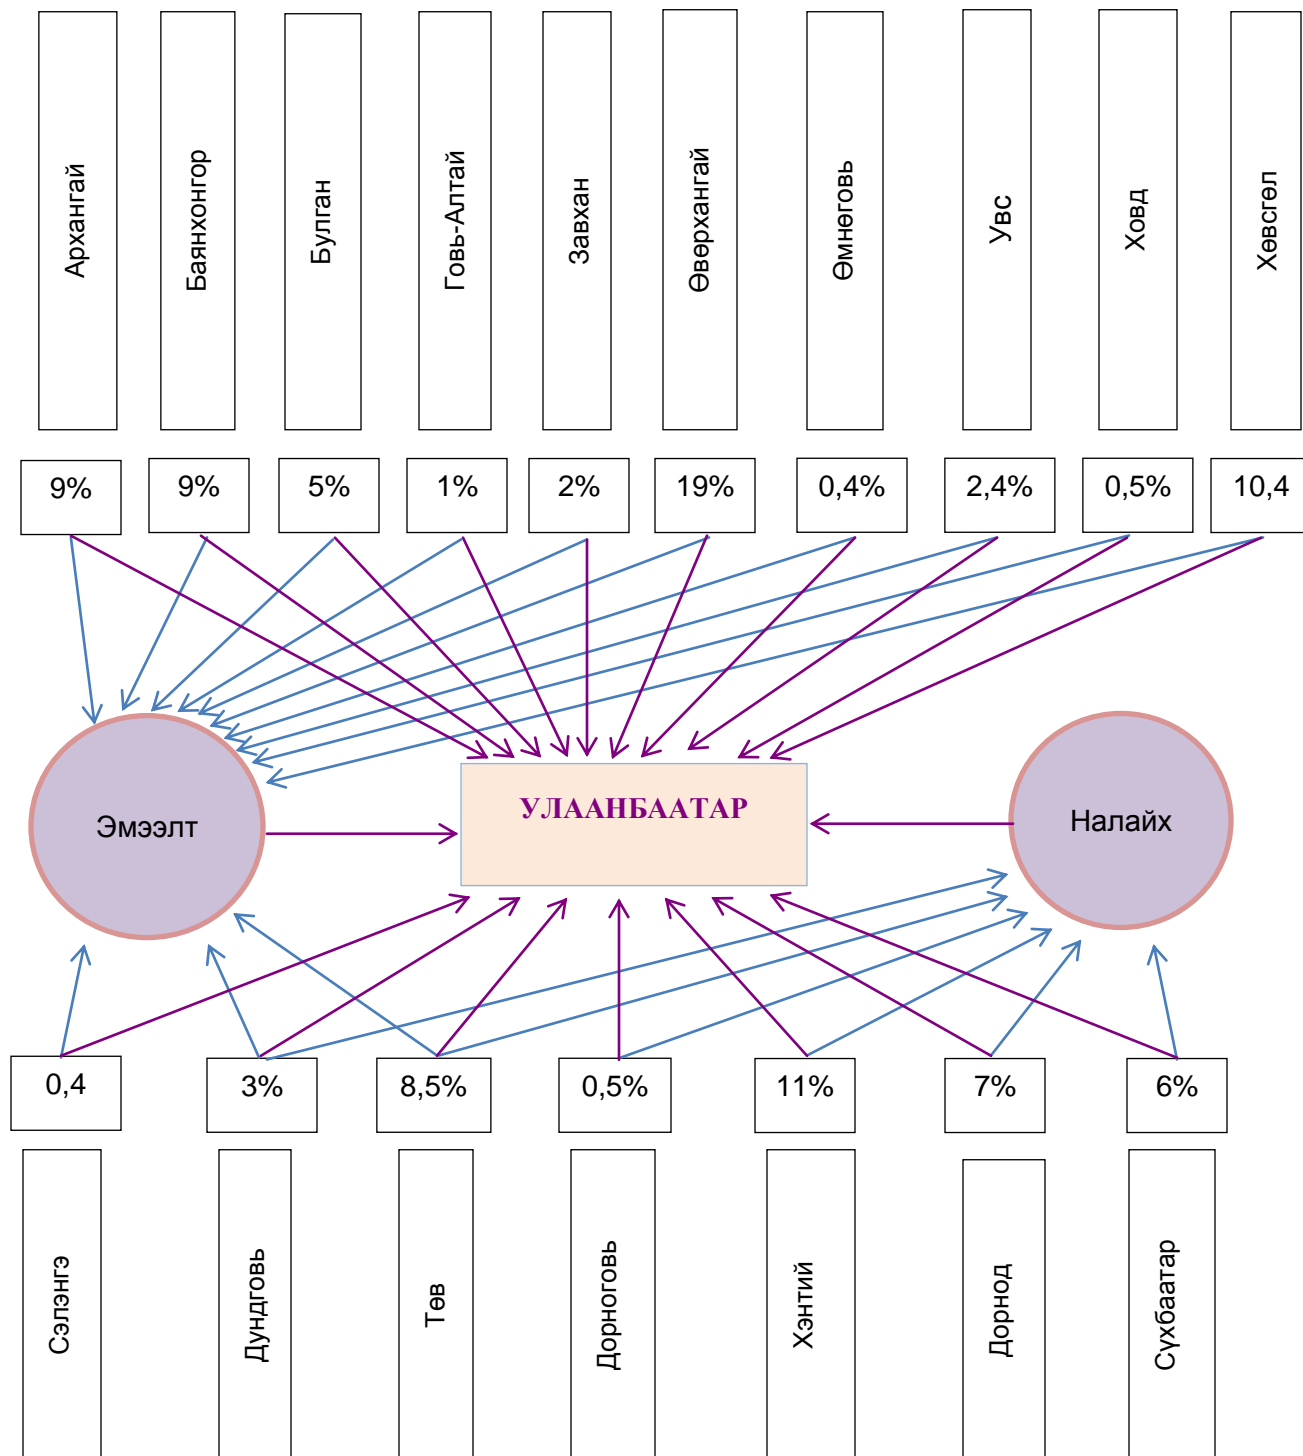 Архангай
Баянхонгор
Булган
Говь-Алтай
Завхан
Өвөрхангай
Өмнөговь
Увс
Ховд
Хөвсгөл
9%
9%
5%
1%
2%
19%
0,4%
2,4%
0,5%
10,4
Эмээлт
УЛААНБААТАР
Налайх
0,4
3%
8,5%
0,5%
11%
7%
6%
Сэлэнгэ
Дундговь
Төв
Дорноговь
Хэнтий
Дорнод
Сүхбаатар